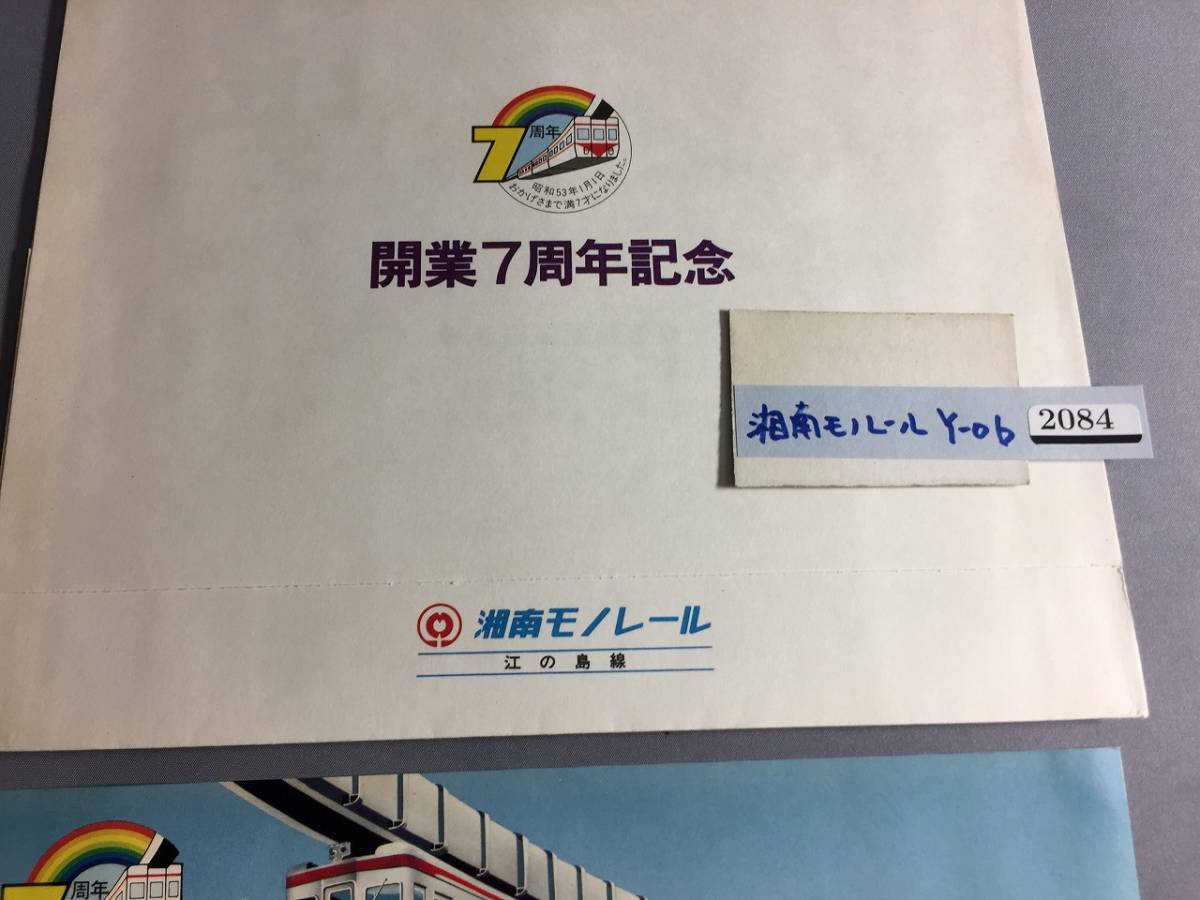 7周年
昭和53年1月1日
おかげさまで満7才になりました。
開業7周年記念
湘南モノレール Y-06
2084
湘南モノレール
江の島線
7周年